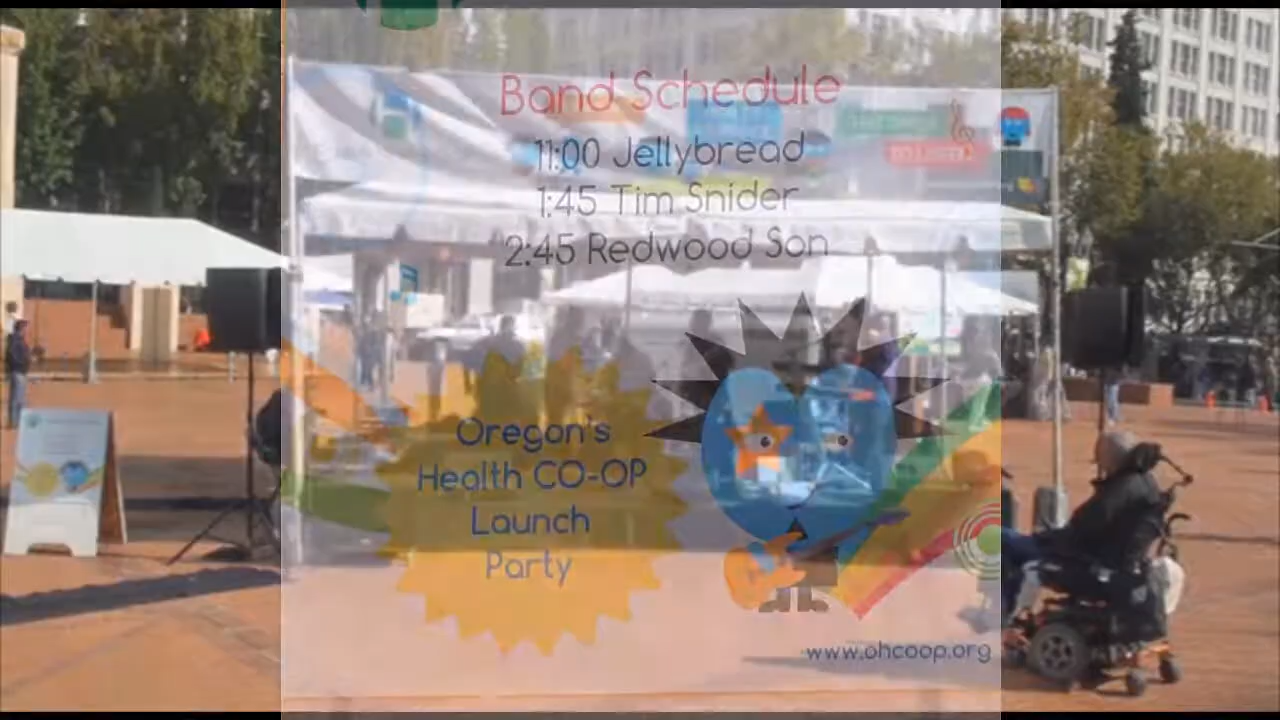 Band Schedule
11:00 Jellybread
1:45 Tim Snider
2:45 Redwood Son
Oregon's
Health CO-OP
Launch
Party
www.ohcoop.org